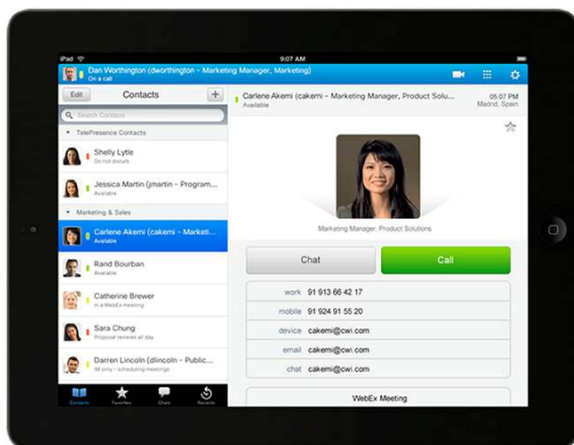 iPad
9:07 AM
Dan Worthington (dworthington - Marketing Manager, Marketing)
On a call
Edit
Contacts
+
Search Contacts
TelePresence Contacts
Shelly Lytle
Do not disturb
Jessica Martin (jmartin - Program...
Available
Marketing & Sales
Carlene Akemi (cakemi - Marketi...
Available
Rand Bourban
Available
Catherine Brewer
In a WebEx meeting
Sara Chung
Proposal reviews all day
Darren Lincoln (dlincoln - Public...
IM only - scheduling meetings
Contacts
Favorites
Chats
Recents
Carlene Akemi (cakemi - Marketing Manager, Product Solu...
Available
05:07 PM
Madrid, Spain
Marketing Manager, Product Solutions
Chat
Call
work 91 913 66 42 17
mobile 91 924 91 55 20
device cakemi@cwi.com
email cakemi@cwi.com
chat cakemi@cwi.com
WebEx Meeting